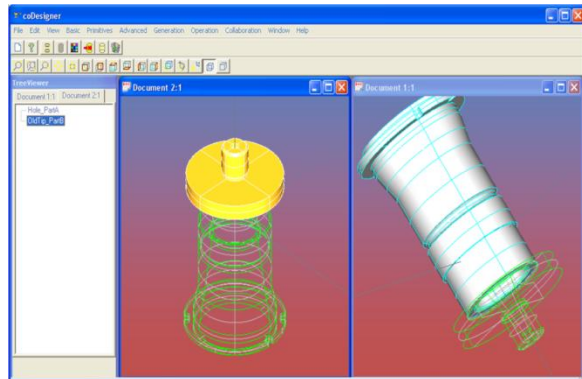 coDesigner
File Edit View Basic Primitives Advanced Generation Operation Collaboration Window Help
TreeViewer
Document 1:1 Document 2:1
Hole_PartA
OldTip_PartB
Document 2:1
Document 1:1